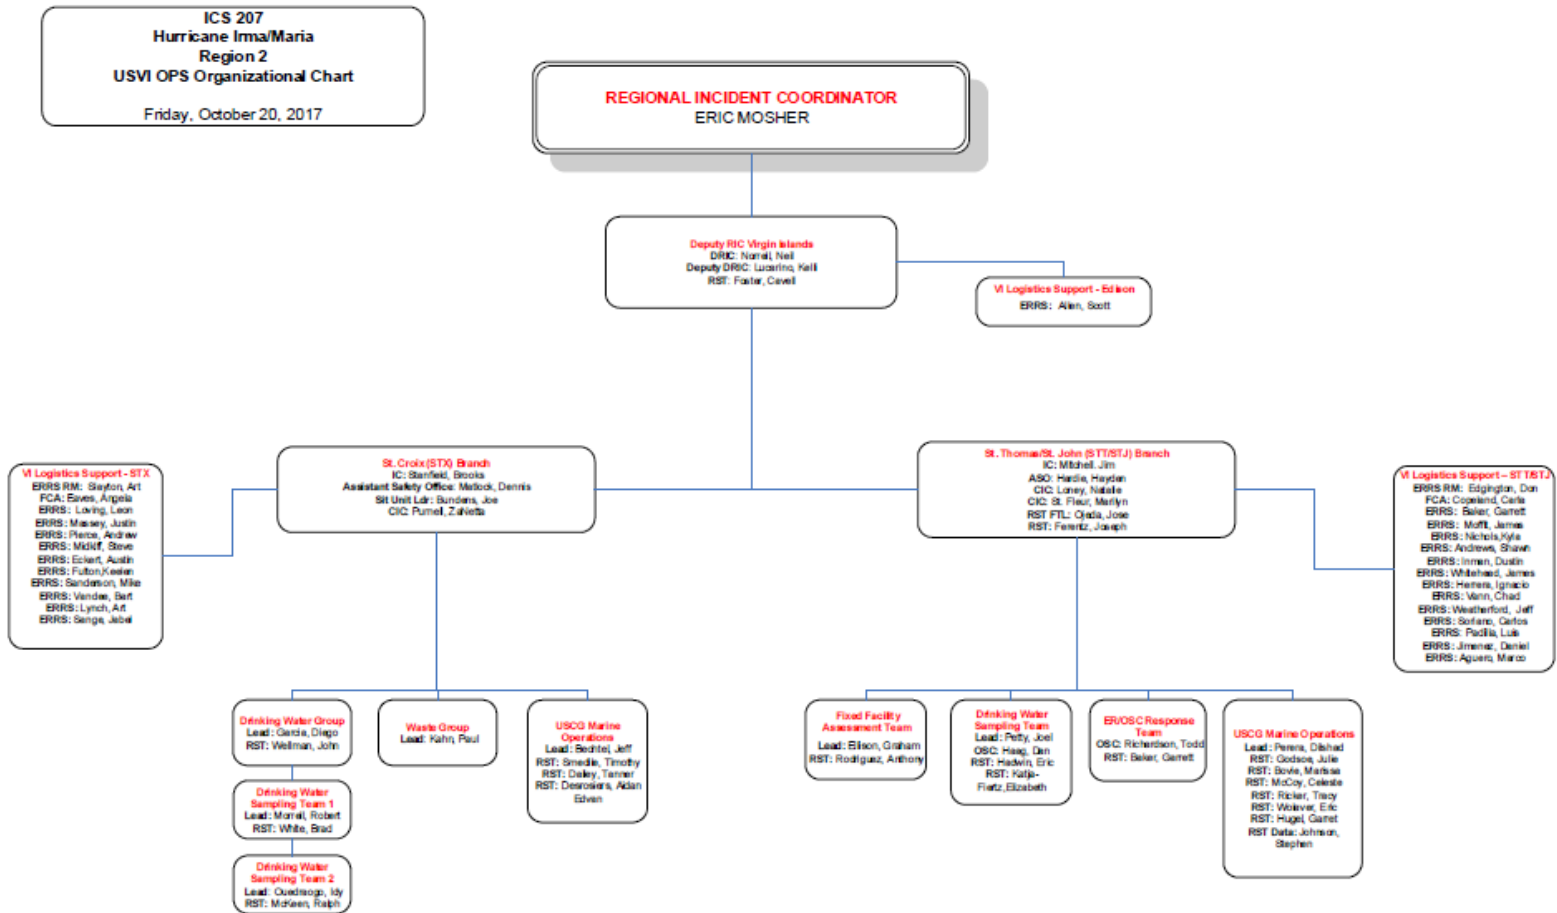 ICS 207
Hurricane Irma/Maria
Region 2
USVI OPS Organizational Chart
Friday, October 20, 2017
REGIONAL INCIDENT COORDINATOR
ERIC MOSHER
Deputy RIC Virgin Islands
DRIC: Norrell, Neil
Deputy DRIC: Lucarino, Kelli
RST: Foster, Cavell
VI Logistics Support - Edison
ERRS: Allen, Scott
VI Logistics Support - STX
ERRS RM: Slayton, Art
FCA: Eaves, Angela
ERRS: Loving, Leon
ERRS: Massey, Justin
ERRS: Pierce, Andrew
ERRS: Midkiff, Steve
ERRS: Eckert, Austin
ERRS: Fulton,Keelen
ERRS: Sanderson, Mike
ERRS: Vandee, Bart
ERRS: Lynch, Art
ERRS: Sange, Jabel
St. Croix (STX) Branch
IC: Stanfield, Brooks
Assistant Safety Office: Matlock, Dennis
Sit Unit Ldr: Bundens, Joe
CIC: Purnell, ZaNetta
St. Thomas/St. John (STT/STJ) Branch
IC: Mitchell. Jim
ASO: Hardie, Hayden
CIC: Loney, Natalie
CIC: St. Fleur, Marilyn
RST FTL: Ojeda, Jose
RST: Ferentz, Joseph
VI Logistics Support – STT/STJ
ERRS RM: Edgington, Don
FCA: Copeland, Carla
ERRS: Baker, Garrett
ERRS: Moffit, James
ERRS: Nichols,Kyle
ERRS: Andrews, Shawn
ERRS: Inman, Dustin
ERRS: Whitehead, James
ERRS: Herrera, Ignacio
ERRS: Vann, Chad
ERRS: Weatherford, Jeff
ERRS: Soriano, Carlos
ERRS: Padilla, Luis
ERRS: Jimenez, Daniel
ERRS: Aguero, Marco
Drinking Water Group
Lead: Garcia, Diego
RST: Wellman, John
Drinking Water
Sampling Team 1
Lead: Morrell, Robert
RST: White, Brad
Drinking Water
Sampling Team 2
Lead: Ouedraogo, Idy
RST: McKeen, Ralph
Waste Group
Lead: Kahn, Paul
USCG Marine
Operations
Lead: Bechtel, Jeff
RST: Smedile, Timothy
RST: Dailey, Tanner
RST: Desrosiers, Aidan
Edven
Fixed Facility
Assessment Team
Lead: Ellison, Graham
RST: Rodriguez, Anthony
Drinking Water
Sampling Team
Lead: Petty, Joel
OSC: Haag, Dan
RST: Hadwin, Eric
RST: Katja-
Flertz,Elizabeth
ER/OSC Response
Team
OSC: Richardson, Todd
RST: Baker, Garrett
USCG Marine Operations
Lead: Perera, Dilshad
RST: Godsoe, Julie
RST: Bovie, Marissa
RST: McCoy, Celeste
RST: Ricker, Tracy
RST: Woisver, Eric
RST: Hugel, Garret
RST Data: Johnson,
Stephen